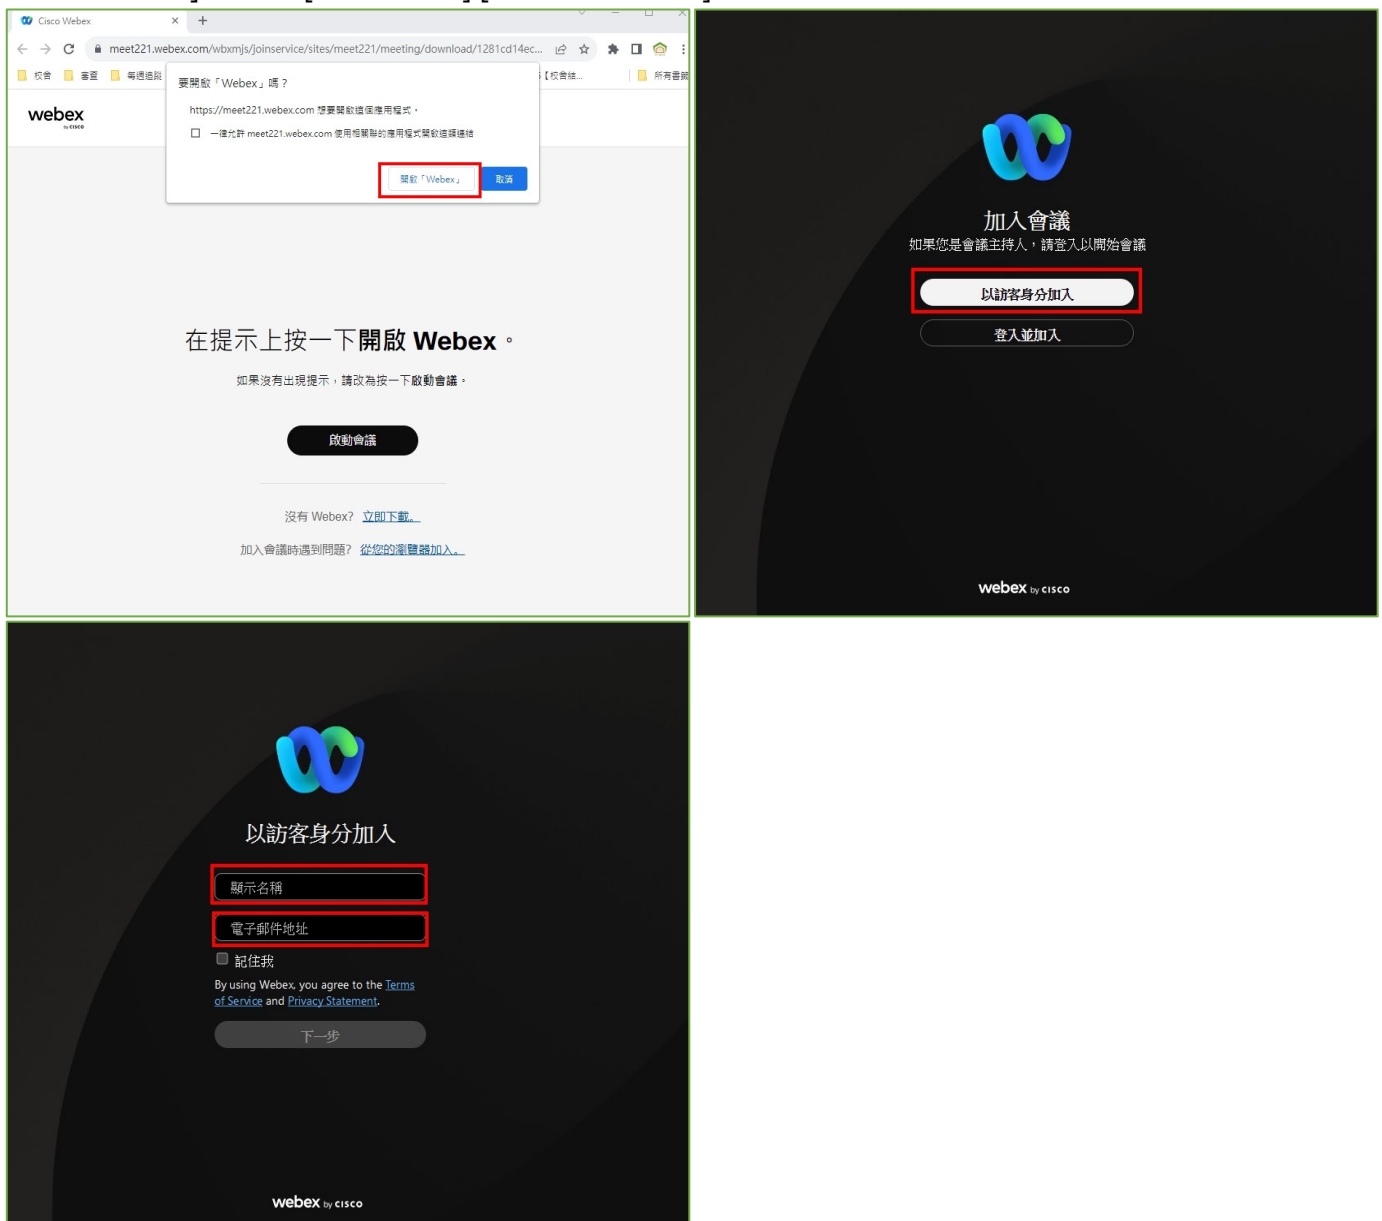 Cisco Webex
meet221.webex.com/wbxmjs/joinservice/sites/meet221/meeting/download/1281cd14ec...
校會 審查 每週追蹤 【校會結... 所有書籤
要開啟「Webex」嗎？
https://meet221.webex.com 想要開啟這個應用程式。
一律允許 meet221.webex.com 使用相關聯的應用程式開啟這類連結
開啟「Webex」 取消
webex
by CISCO
在提示上按一下開啟 Webex。
如果沒有出現提示，請改為按一下啟動會議。
啟動會議
沒有 Webex? 立即下載。
加入會議時遇到問題? 從您的瀏覽器加入。
加入會議
如果您是會議主持人，請登入以開始會議
以訪客身分加入
登入並加入
webex by CISCO
以訪客身分加入
顯示名稱
電子郵件地址
記住我
By using Webex, you agree to the Terms
of Service and Privacy Statement.
下一步
webex by CISCO